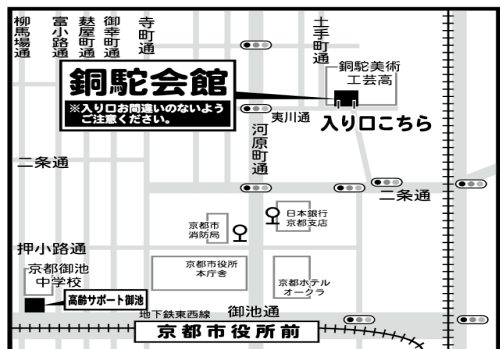 柳馬場通
富小路通
麸屋町通
御幸町通
寺町通
土手町通
銅駝美術
工芸高
銅駝会館
※入り口お間違いのないよう
ご注意ください。
夷川通
入り口こちら
河原町通
二条通
二条通
日本銀行
京都支店
京都市
消防局
押小路通
京都御池
中学校
京都市役所
本庁舎
京都ホテル
オークラ
高齢サポート御池
地下鉄東西線
御池通
京都市役所前